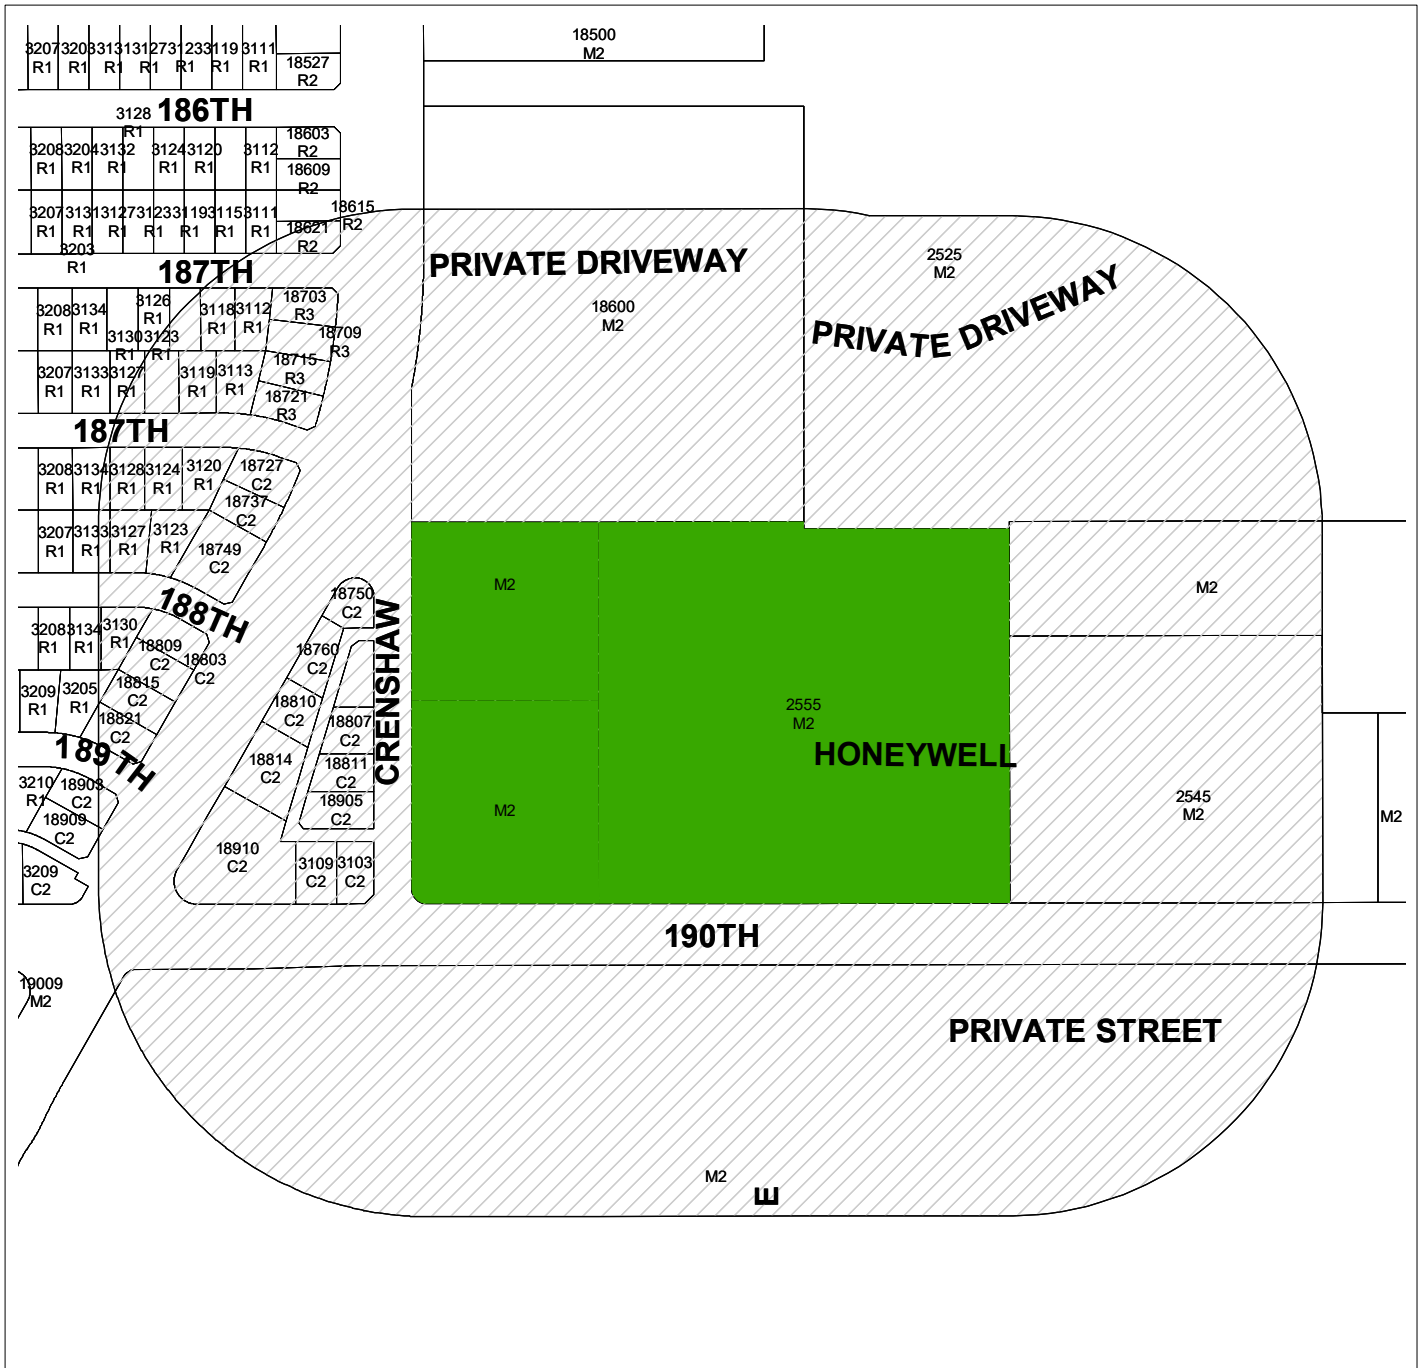 18500
M2
3207 3203 3131 3127 3123 3119 3111
R1 R1 R1 R1 R1 R1 R1
18527
R2
186TH
3128
R1
18603
R2
3208 3204 3132 3124 3120 3112
R1 R1 R1 R1 R1 R1
18609
R2
3207 3131 3127 3123 3119 3115 3111
R1 R1 R1 R1 R1 R1 R1
18615
R2
18621
R2
3203
R1
187TH
PRIVATE DRIVEWAY
2525
M2
PRIVATE DRIVEWAY
18600
M2
3208 3134 3126 3118 3112
R1 R1 R1 R1 R1
18703
R3
3130 3123
R1 R1
18709
R3
3207 3133 3127 3119 3113
R1 R1 R1 R1 R1
18715
R3
18721
R3
187TH
3208 3134 3128 3124 3120
R1 R1 R1 R1 R1
18727
C2
18737
C2
3207 3133 3127 3123
R1 R1 R1 R1
18749
C2
188TH
18750
C2
M2
M2
3208 3134 3130
R1 R1 R1
18809
C2
18803
C2
18760
C2
CRENSHAW
3209 3205
R1 R1
18815
C2
18821
C2
18810
C2
18807
C2
2555
M2
HONEYWELL
189TH
18814
C2
18811
C2
3210
R1
18903
C2
18905
C2
M2
2545
M2
M2
18909
C2
18910
C2
3109 3103
C2 C2
3209
C2
190TH
19009
M2
PRIVATE STREET
M2
E